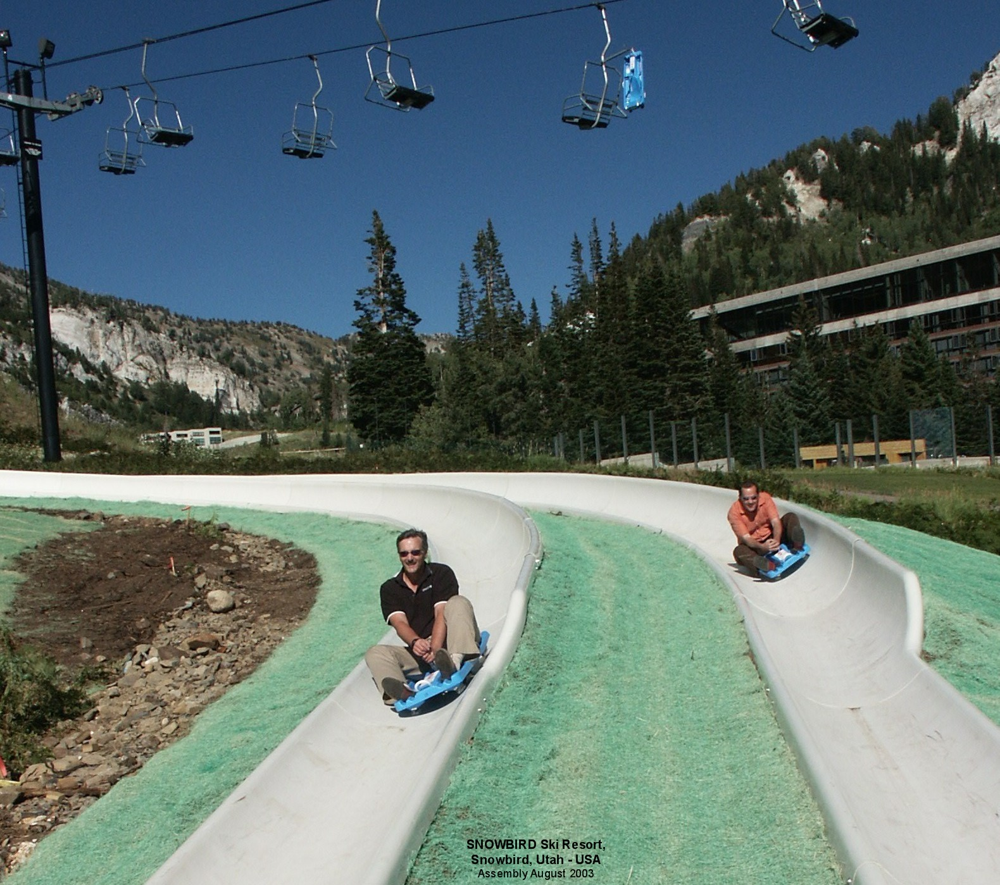 SNOWBIRD Ski Resort,
Snowbird, Utah - USA
Assembly August 2003